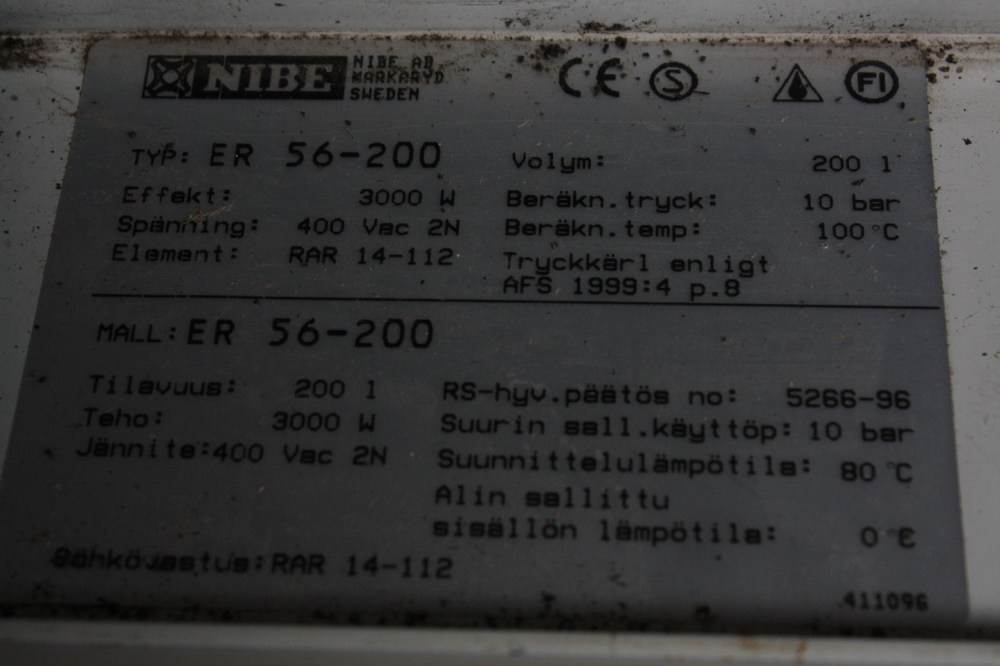 NIBE NIBE AB
MARKARYD
SWEDEN
CE S FI
TYP: ER 56-200
Effekt: 3000 W
Spänning: 400 Vac 2N
Element: RAR 14-112
Volym: 200 l
Beräkn.tryck: 10 bar
Beräkn.temp: 100 °C
Tryckkärl enligt
AFS 1999:4 p.8
MALL: ER 56-200
Tilavuus: 200 l
Teho: 3000 W
Jännite: 400 Vac 2N
RS-hyv.päätös no: 5266-96
Suurin sall.käyttöp: 10 bar
Suunnittelulämpötila: 80 °C
Alin sallittu
sisällön lämpötila: 0 °C
Sähkövastus: RAR 14-112
411096